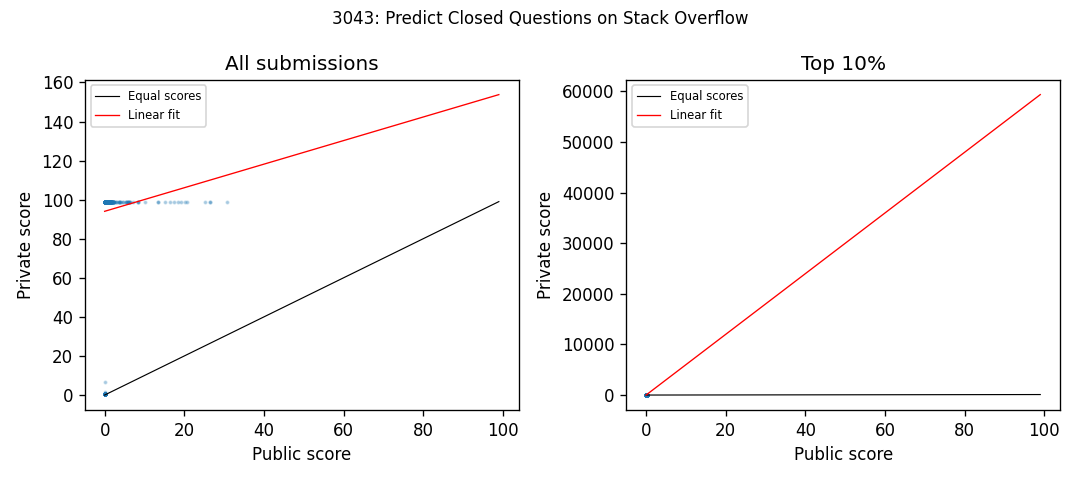 3043: Predict Closed Questions on Stack Overflow
All submissions
Equal scores
Linear fit
160
140
120
100
80
60
40
20
0
Private score
0 20 40 60 80 100
Public score
Top 10%
Equal scores
Linear fit
60000
50000
40000
30000
20000
10000
0
Private score
0 20 40 60 80 100
Public score